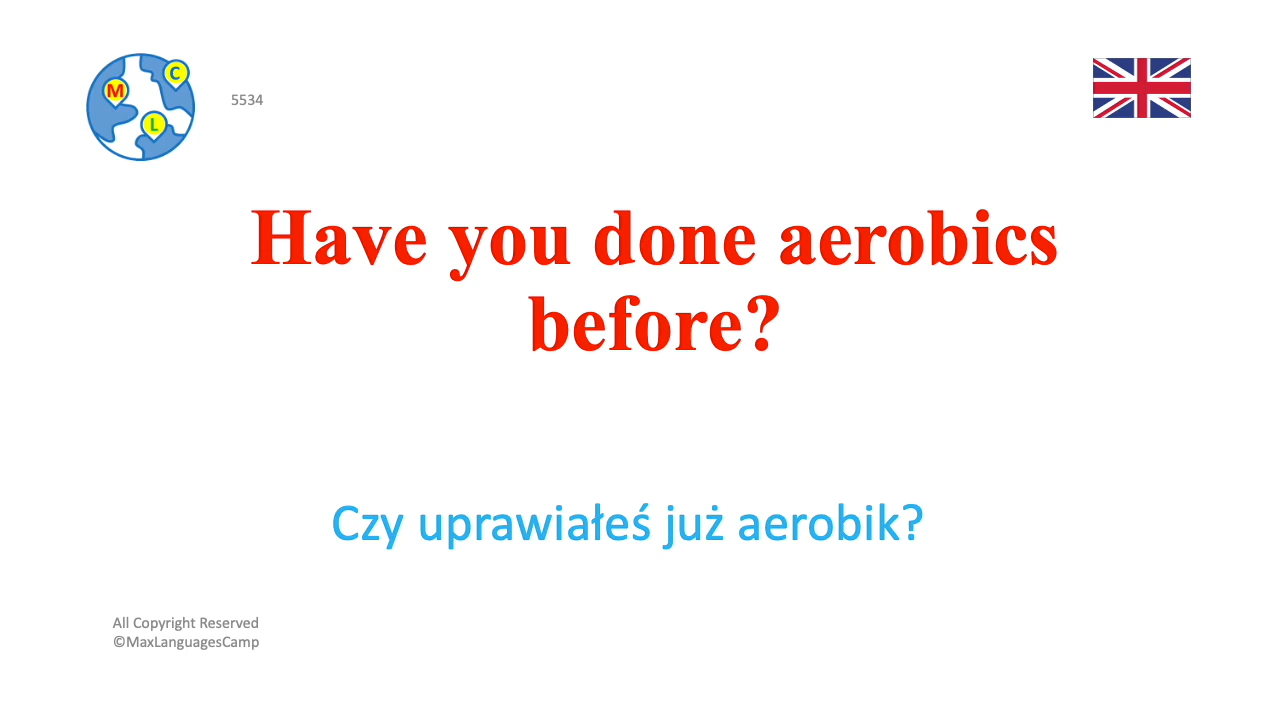 M
C
L
5534
Have you done aerobics
before?
Czy uprawiałeś już aerobik?
All Copyright Reserved
©MaxLanguagesCamp